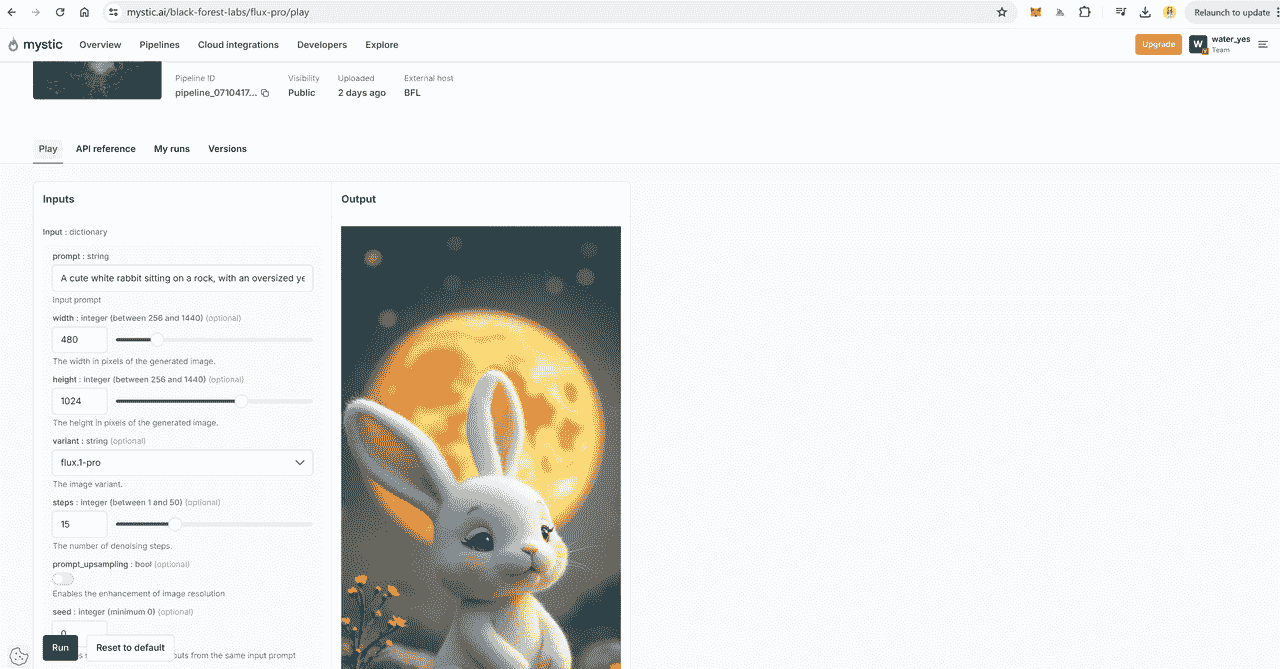 mystic.ai/black-forest-labs/flux-pro/play
Relaunch to update
mystic Overview Pipelines Cloud integrations Developers Explore
Upgrade
W
water_yes
Team
Pipeline ID Visibility Uploaded External host
pipeline_0710417... Public 2 days ago BFL
Play API reference My runs Versions
Inputs
Output
Input : dictionary
prompt : string
A cute white rabbit sitting on a rock, with an oversized ye
Input prompt
width : integer (between 256 and 1440) (optional)
480
The width in pixels of the generated image.
height : integer (between 256 and 1440) (optional)
1024
The height in pixels of the generated image.
variant : string (optional)
flux.1-pro
The image variant.
steps : integer (between 1 and 50) (optional)
15
The number of denoising steps.
prompt_upsampling : bool (optional)
Enables the enhancement of image resolution
seed : integer (minimum 0) (optional)
0
Run Reset to default
from the same input prompt